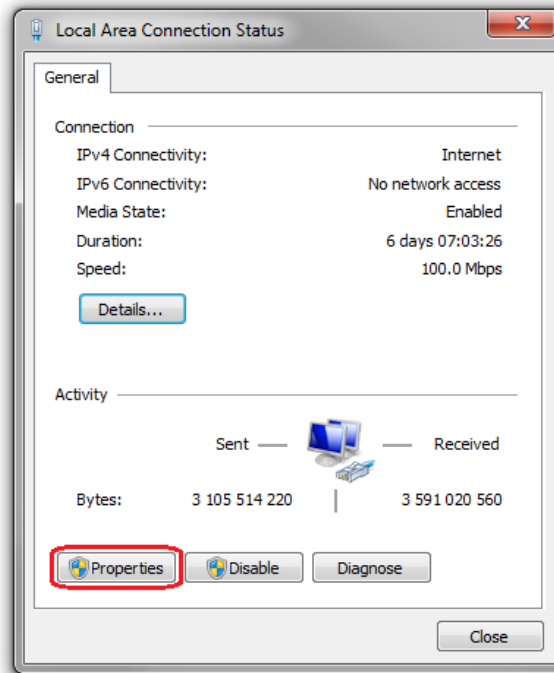 Local Area Connection Status
General
Connection
IPv4 Connectivity: Internet
IPv6 Connectivity: No network access
Media State: Enabled
Duration: 6 days 07:03:26
Speed: 100.0 Mbps
Details...
Activity
Sent Received
Bytes: 3 105 514 220 3 591 020 560
Properties Disable Diagnose
Close